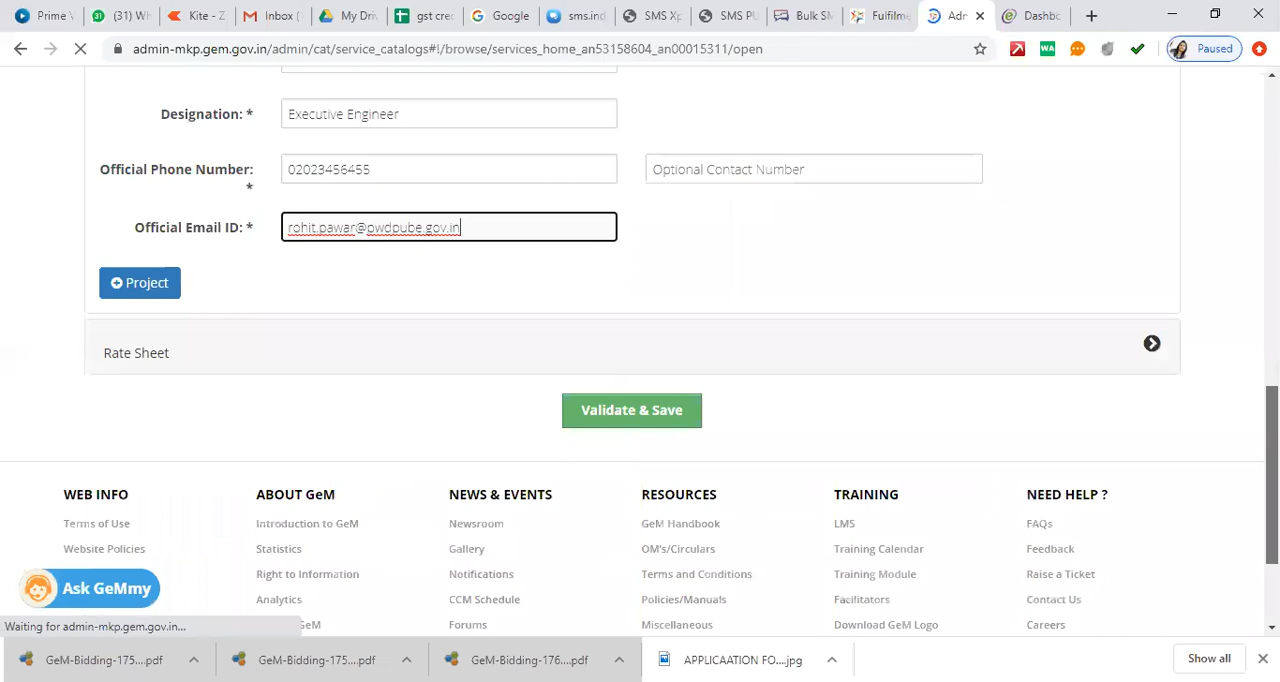 Prime V
(31) Wh
Kite - Z
Inbox (
My Driv
gst cred
Google
sms.ind
SMS Xp
SMS PU
Bulk SM
Fulfilme
Adm
Dashbo
admin-mkp.gem.gov.in/admin/cat/service_catalogs#!/browse/services_home_an53158604_an00015311/open
WA
Paused
Designation: *
Executive Engineer
Official Phone Number: *
02023456455
Optional Contact Number
Official Email ID: *
rohit.pawar@pwdpube.gov.in
Project
Rate Sheet
Validate & Save
WEB INFO ABOUT GeM NEWS & EVENTS RESOURCES TRAINING NEED HELP ?
Terms of Use Introduction to GeM Newsroom GeM Handbook LMS FAQs
Website Policies Statistics Gallery OM's/Circulars Training Calendar Feedback
Right to Information Notifications Terms and Conditions Training Module Raise a Ticket
Ask GeMmy
Analytics CCM Schedule Policies/Manuals Facilitators Contact Us
GeM Forums Miscellaneous Download GeM Logo Careers
Waiting for admin-mkp.gem.gov.in...
GeM-Bidding-175....pdf
GeM-Bidding-175....pdf
GeM-Bidding-176....pdf
APPLICAATION FO....jpg
Show all